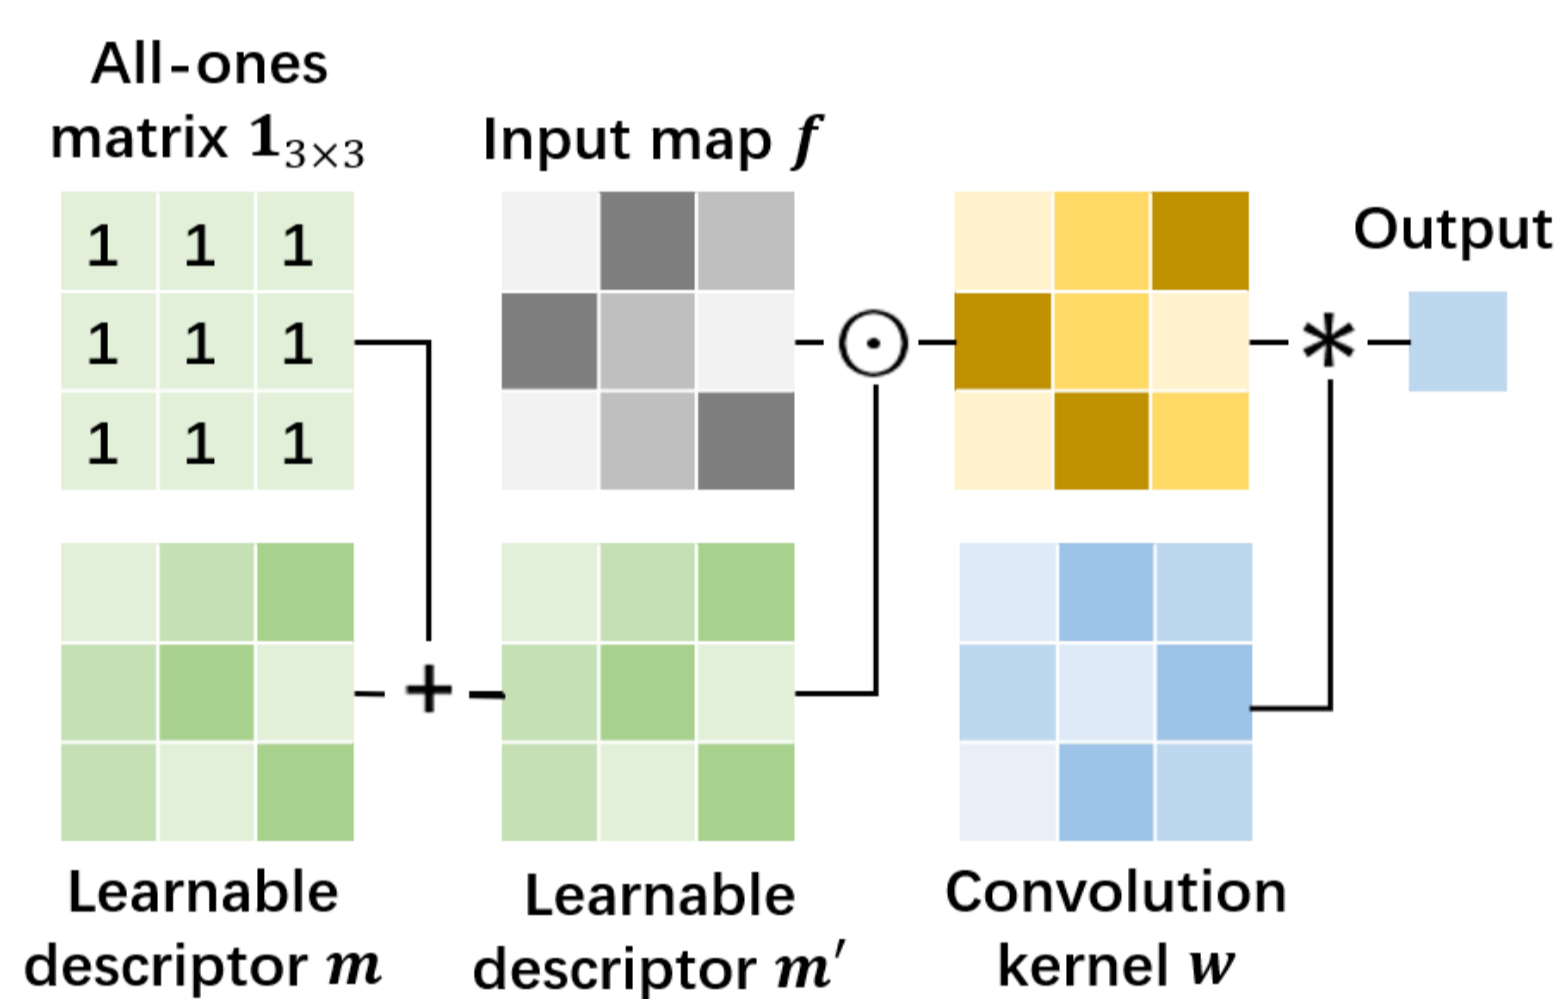 All-ones
matrix 1₃ₓ₃
Input map f
Output
1 1 1
1 1 1
1 1 1
⊙
*
+
Learnable
descriptor m
Learnable
descriptor m′
Convolution
kernel w